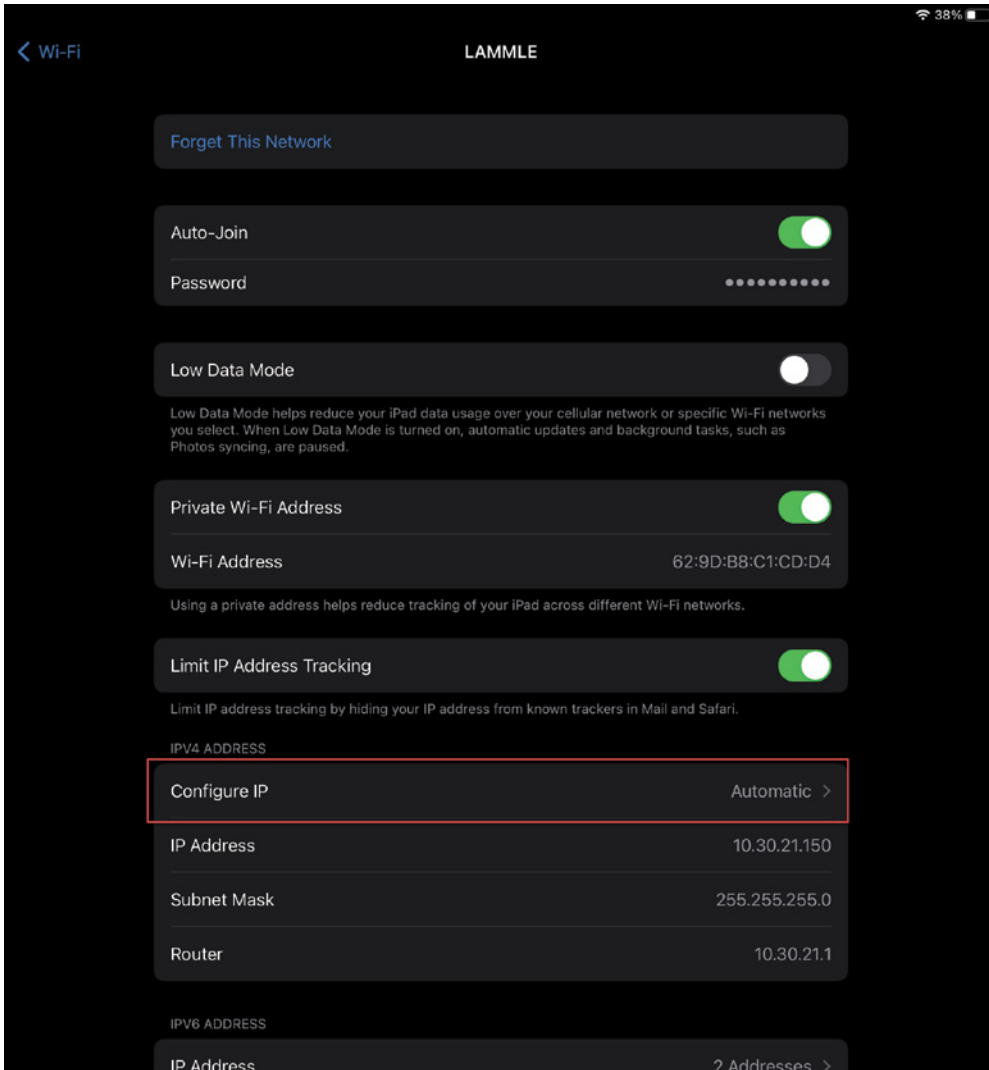 38%
Wi-Fi
LAMMLE
Forget This Network
Auto-Join
Password ●●●●●●●●●●
Low Data Mode
Low Data Mode helps reduce your iPad data usage over your cellular network or specific Wi-Fi networks
you select. When Low Data Mode is turned on, automatic updates and background tasks, such as
Photos syncing, are paused.
Private Wi-Fi Address
Wi-Fi Address 62:9D:B8:C1:CD:D4
Using a private address helps reduce tracking of your iPad across different Wi-Fi networks.
Limit IP Address Tracking
Limit IP address tracking by hiding your IP address from known trackers in Mail and Safari.
IPV4 ADDRESS
Configure IP Automatic
IP Address 10.30.21.150
Subnet Mask 255.255.255.0
Router 10.30.21.1
IPV6 ADDRESS
IP Address 2 Addresses